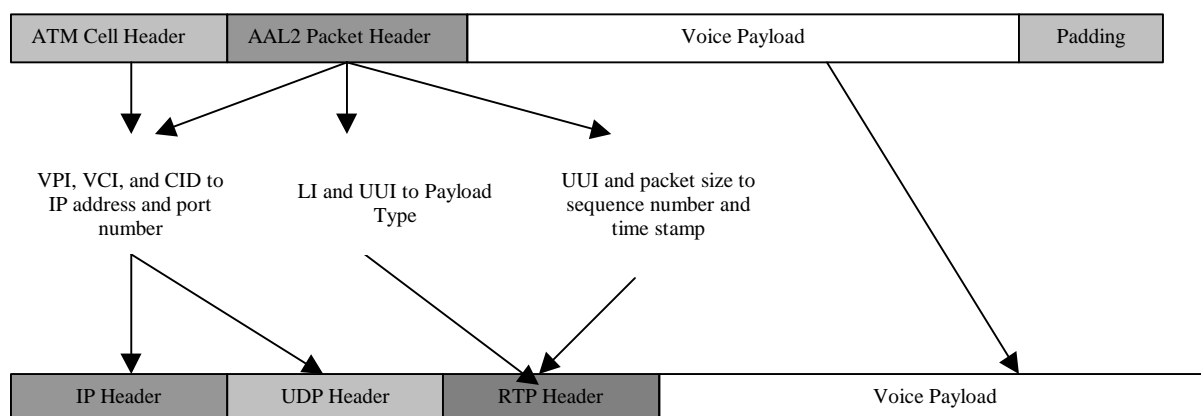 ATM Cell Header
AAL2 Packet Header
Voice Payload
Padding
VPI, VCI, and CID to
IP address and port
number
LI and UUI to Payload
Type
UUI and packet size to
sequence number and
time stamp
IP Header
UDP Header
RTP Header
Voice Payload